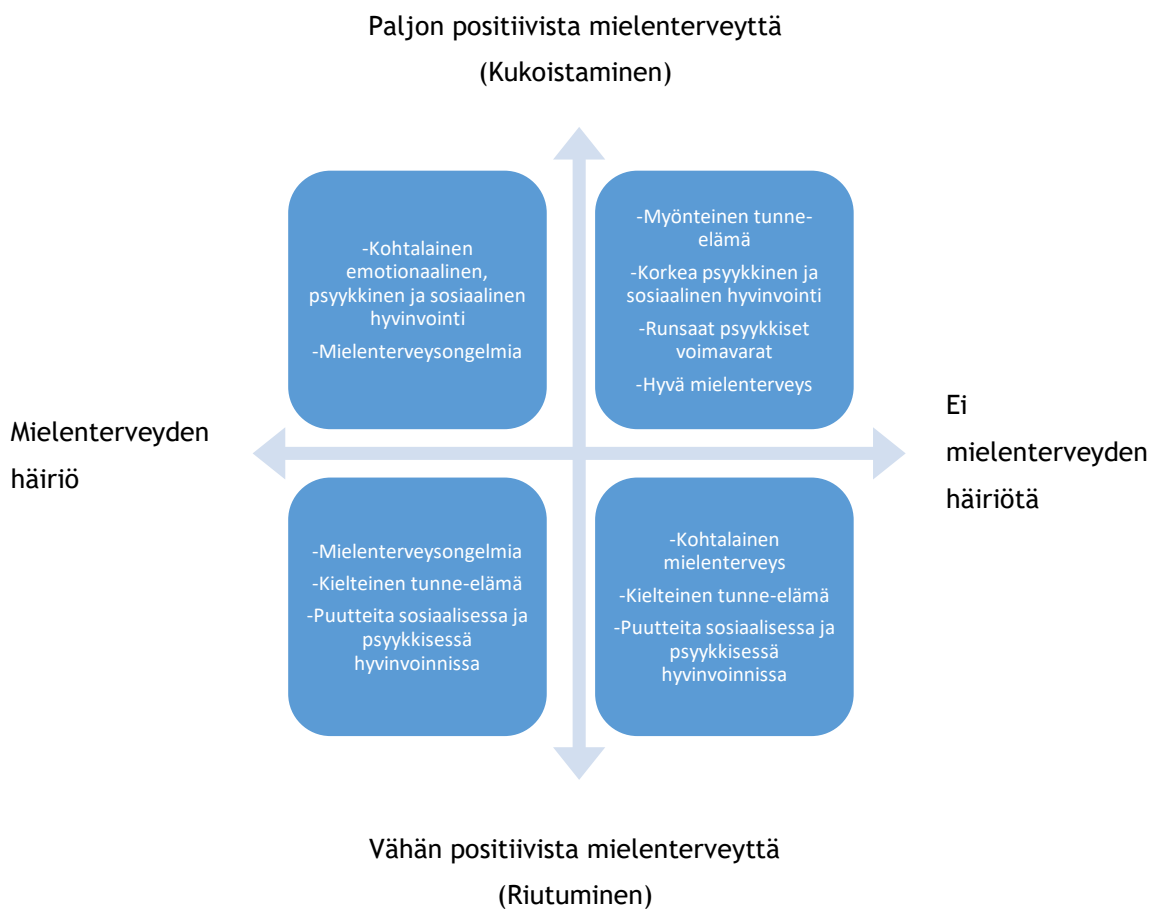 Paljon positiivista mielenterveyttä
(Kukoistaminen)
-Kohtalainen
emotionaalinen,
psyykkinen ja sosiaalinen
hyvinvointi
-Mielenterveysongelmia
-Myönteinen tunne-
elämä
-Korkea psyykkinen ja
sosiaalinen hyvinvointi
-Runsaat psyykkiset
voimavarat
-Hyvä mielenterveys
Mielenterveyden
häiriö
Ei
mielenterveyden
häiriötä
-Mielenterveysongelmia
-Kielteinen tunne-elämä
-Puutteita sosiaalisessa ja
psyykkisessä
hyvinvoinnissa
-Kohtalainen
mielenterveys
-Kielteinen tunne-elämä
-Puutteita sosiaalisessa ja
psyykkisessä
hyvinvoinnissa
Vähän positiivista mielenterveyttä
(Riutuminen)